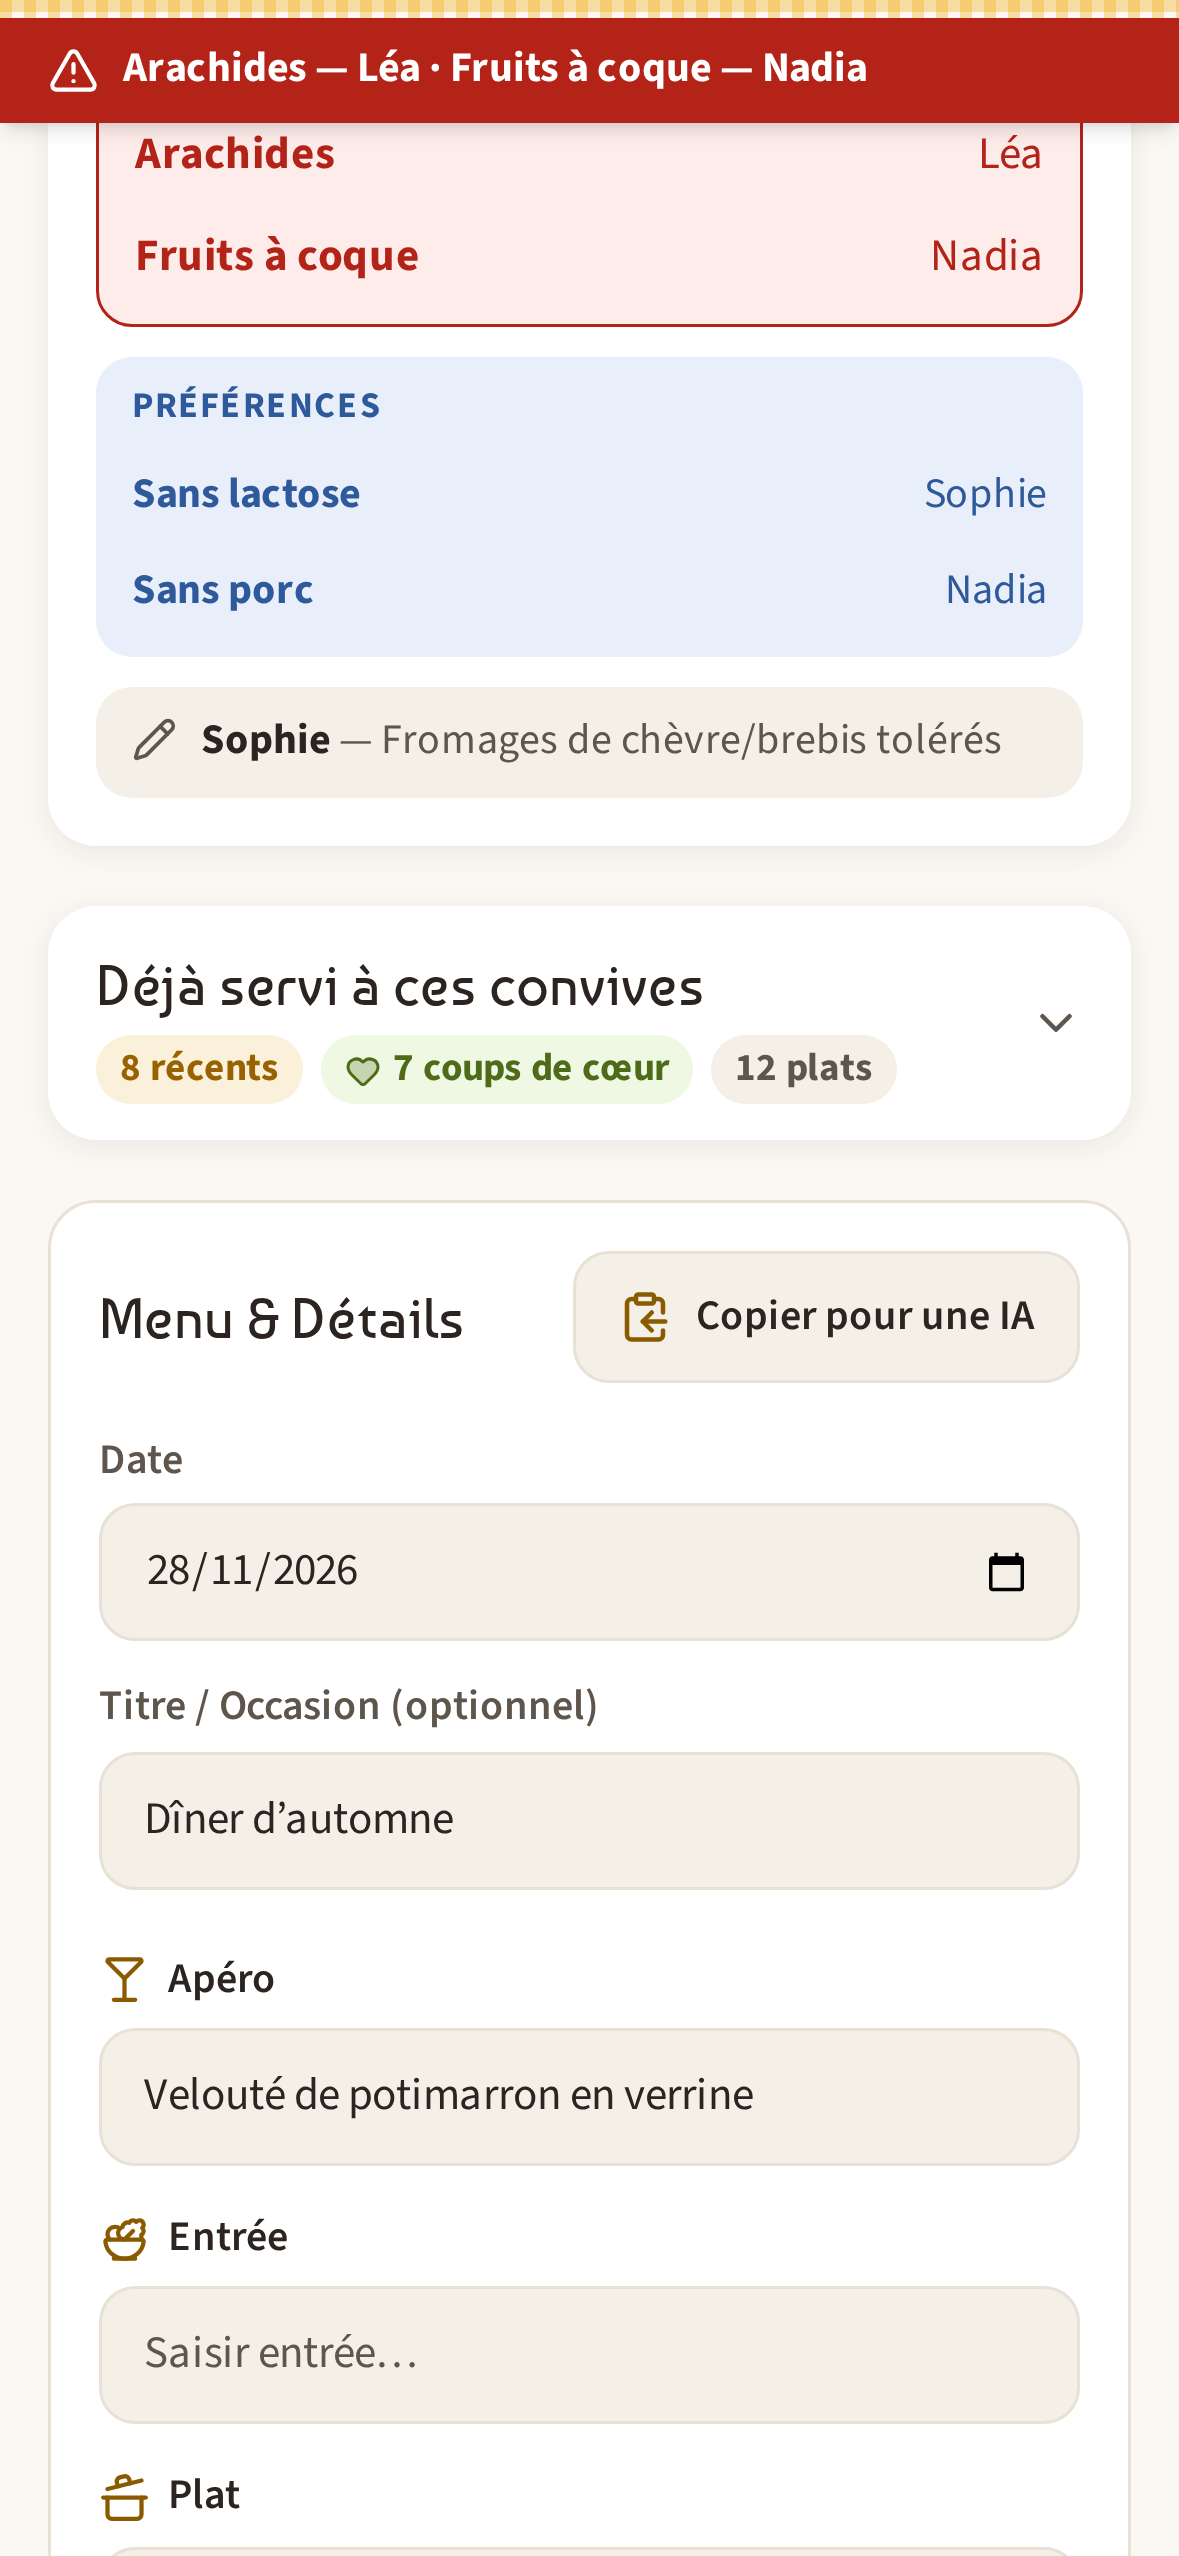 Arachides — Léa · Fruits à coque — Nadia
Arachides Léa
Fruits à coque Nadia
PRÉFÉRENCES
Sans lactose Sophie
Sans porc Nadia
Sophie — Fromages de chèvre/brebis tolérés
Déjà servi à ces convives
8 récents 7 coups de cœur 12 plats
Menu & Détails Copier pour une IA
Date
28/11/2026
Titre / Occasion (optionnel)
Dîner d’automne
Apéro
Velouté de potimarron en verrine
Entrée
Saisir entrée…
Plat